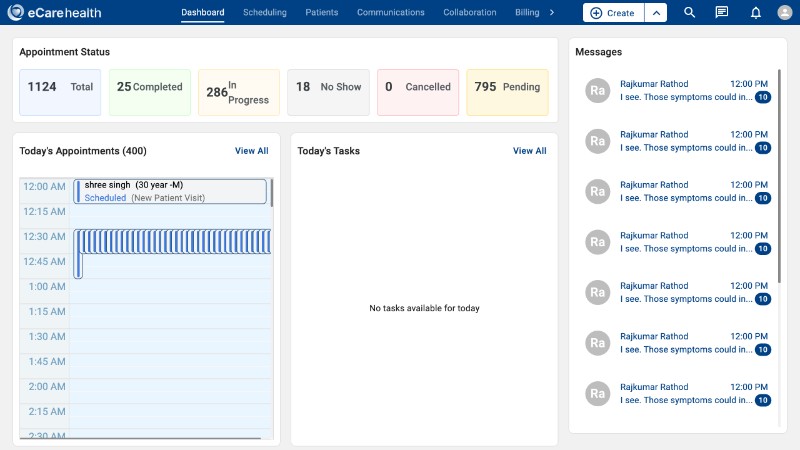 eCarehealth
Dashboard Scheduling Patients Communications Collaboration Billing
Create
Appointment Status
1124 Total
25 Completed
286 In Progress
18 No Show
0 Cancelled
795 Pending
Today's Appointments (400) View All
12:00 AM
shree singh (30 year -M)
Scheduled (New Patient Visit)
12:15 AM
12:30 AM
12:45 AM
1:00 AM
1:15 AM
1:30 AM
1:45 AM
2:00 AM
2:15 AM
2:30 AM
Today's Tasks View All
No tasks available for today
Messages
Ra
Rajkumar Rathod 12:00 PM
I see. Those symptoms could in... 10
Ra
Rajkumar Rathod 12:00 PM
I see. Those symptoms could in... 10
Ra
Rajkumar Rathod 12:00 PM
I see. Those symptoms could in... 10
Ra
Rajkumar Rathod 12:00 PM
I see. Those symptoms could in... 10
Ra
Rajkumar Rathod 12:00 PM
I see. Those symptoms could in... 10
Ra
Rajkumar Rathod 12:00 PM
I see. Those symptoms could in... 10
Ra
Rajkumar Rathod 12:00 PM
I see. Those symptoms could in... 10